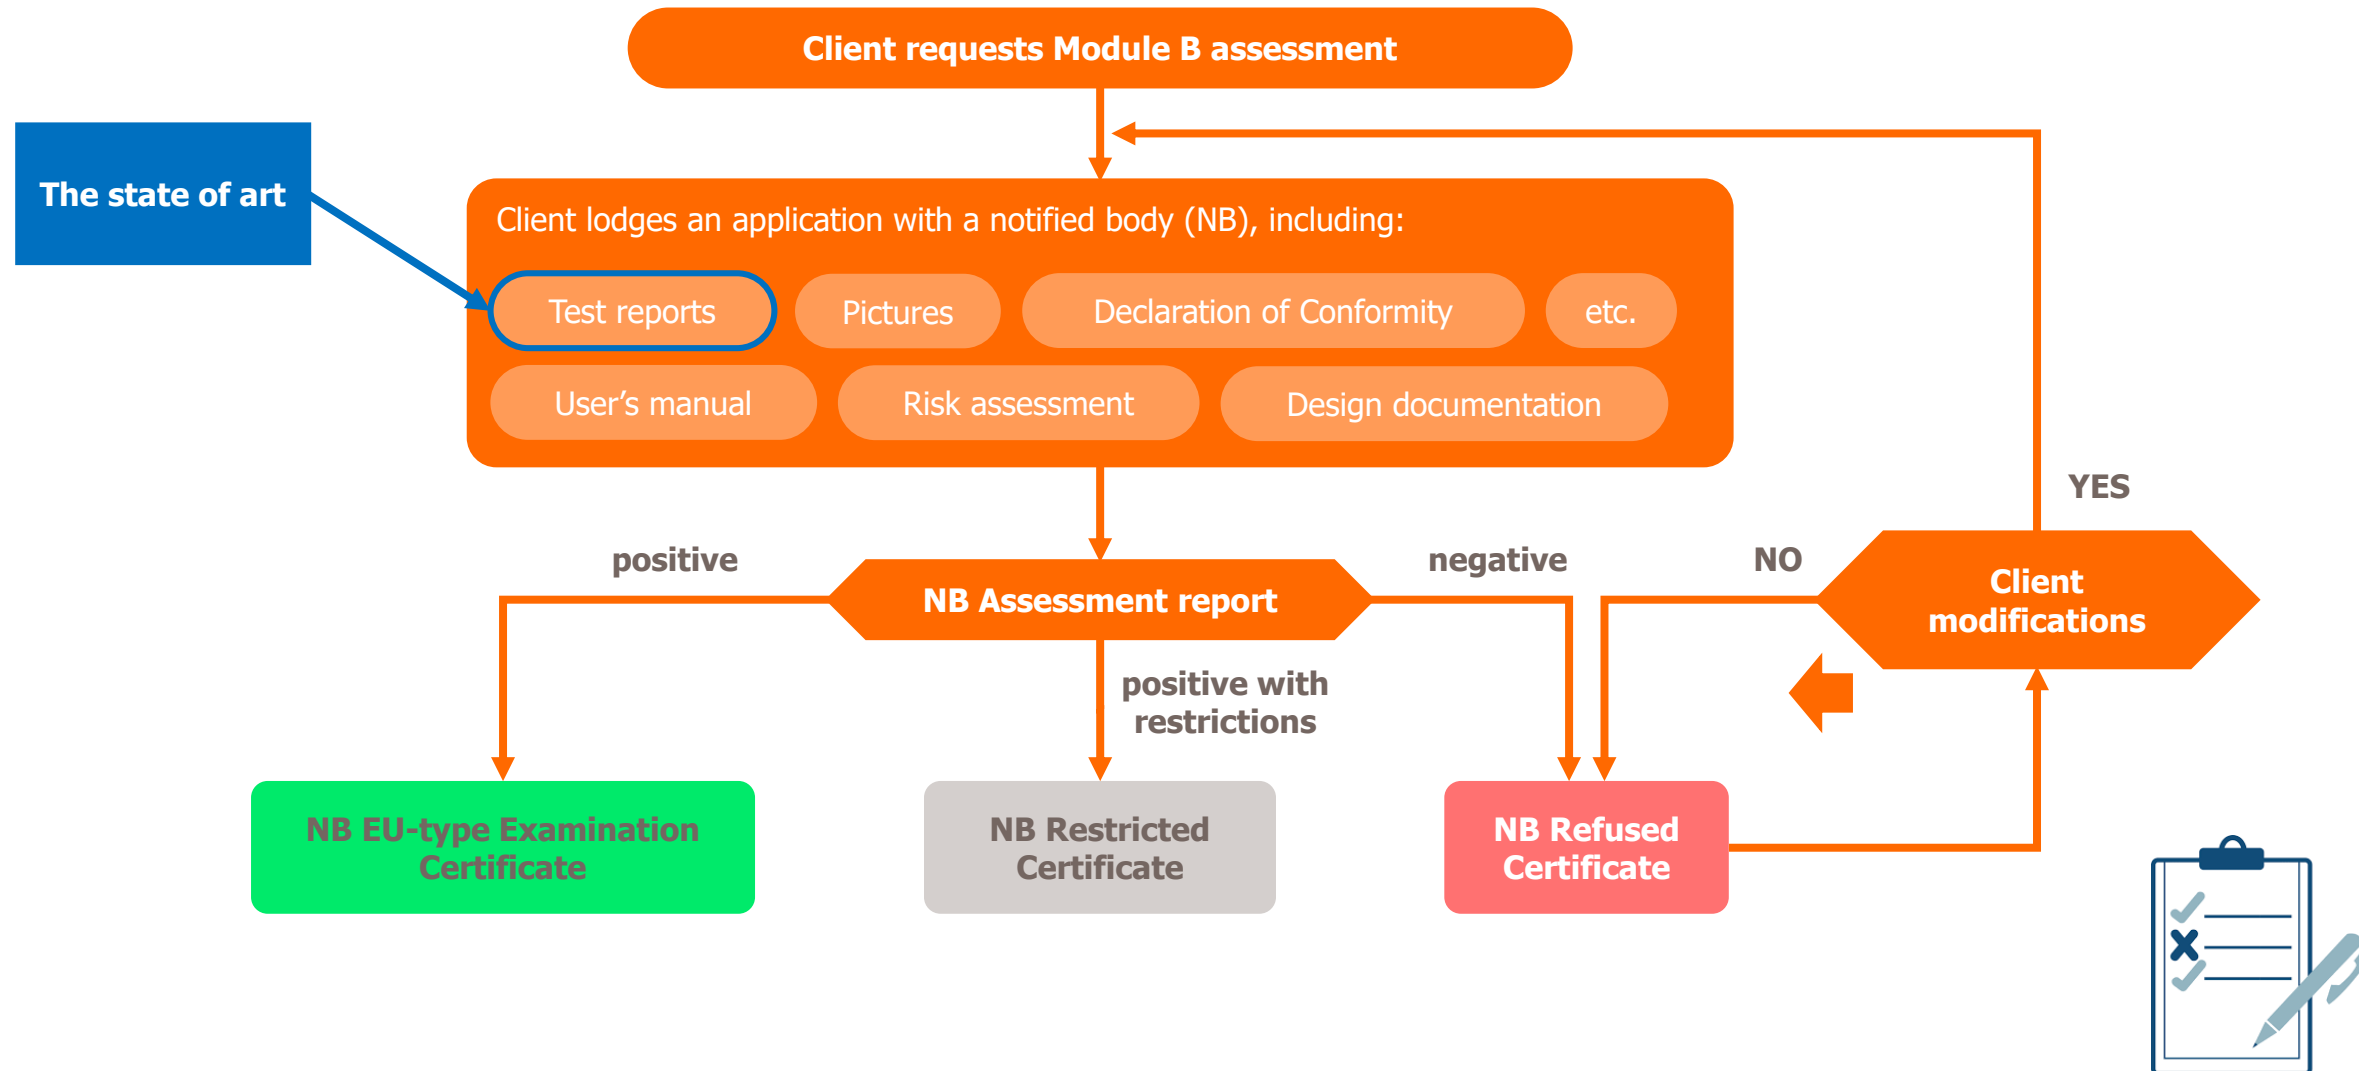 Client requests Module B assessment
The state of art
Client lodges an application with a notified body (NB), including:
Test reports
Pictures
Declaration of Conformity
etc.
User’s manual
Risk assessment
Design documentation
YES
positive
negative
NO
NB Assessment report
Client
modifications
positive with
restrictions
NB EU-type Examination
Certificate
NB Restricted
Certificate
NB Refused
Certificate